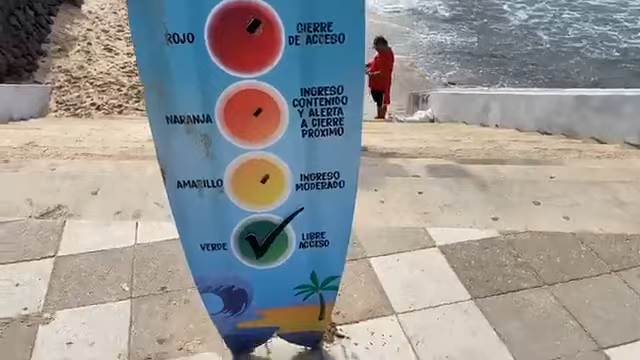 ROJO
CIERRE
DE ACCESO
NARANJA
INGRESO
CONTENIDO
Y ALERTA
A CIERRE
PRÓXIMO
AMARILLO
INGRESO
MODERADO
VERDE
LIBRE
ACCESO